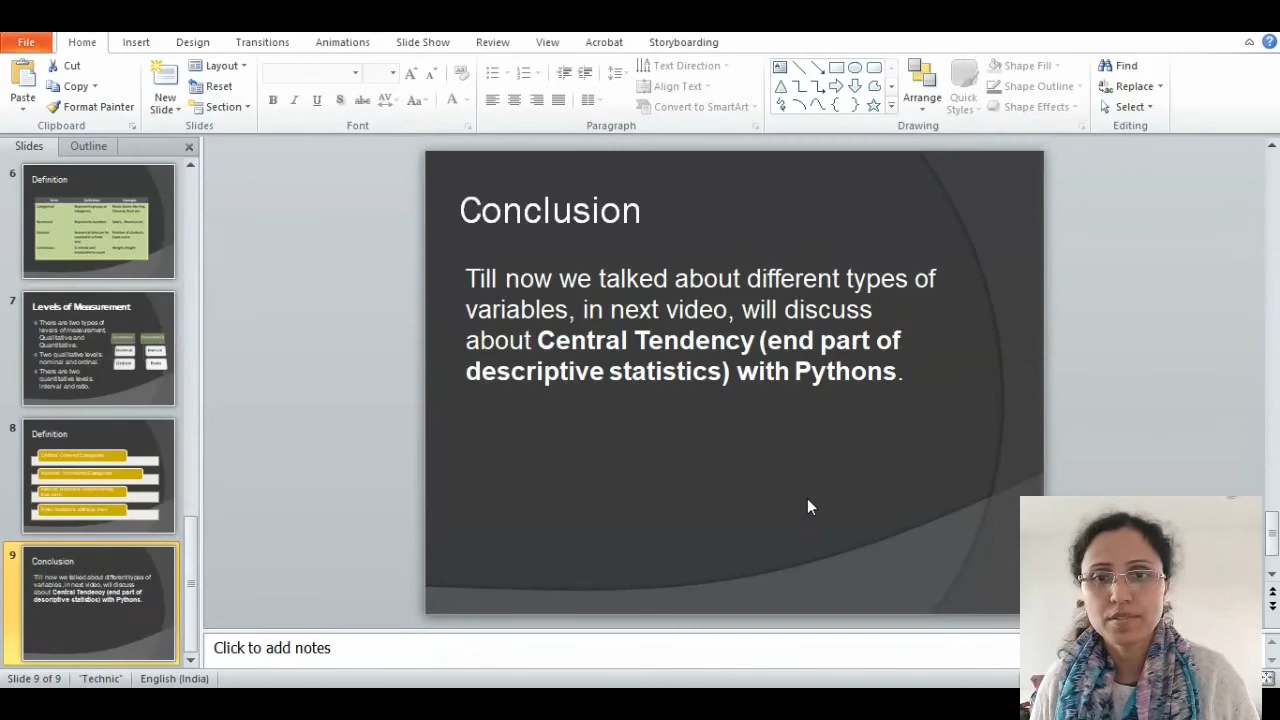 File Home Insert Design Transitions Animations Slide Show Review View Acrobat Storyboarding
Paste
Cut
Copy
Format Painter
Clipboard
New Slide
Layout
Reset
Section
Slides
B I U S abc AV Aa A
Font
Text Direction
Align Text
Convert to SmartArt
Paragraph
Arrange
Quick Styles
Shape Fill
Shape Outline
Shape Effects
Drawing
Find
Replace
Select
Editing
Slides Outline
6
Definition
7
Levels of Measurement
There are two types of
levels of measurement,
Qualitative and
Quantitative.
Two qualitative levels:
nominal and ordinal.
There are two
quantitative levels:
Interval and ratio.
8
Definition
9
Conclusion
Till now we talked about different types of
variables, in next video, will discuss
about Central Tendency (end part of
descriptive statistics) with Pythons.
Conclusion
Till now we talked about different types of
variables, in next video, will discuss
about Central Tendency (end part of
descriptive statistics) with Pythons.
Click to add notes
Slide 9 of 9 "Technic" English (India)